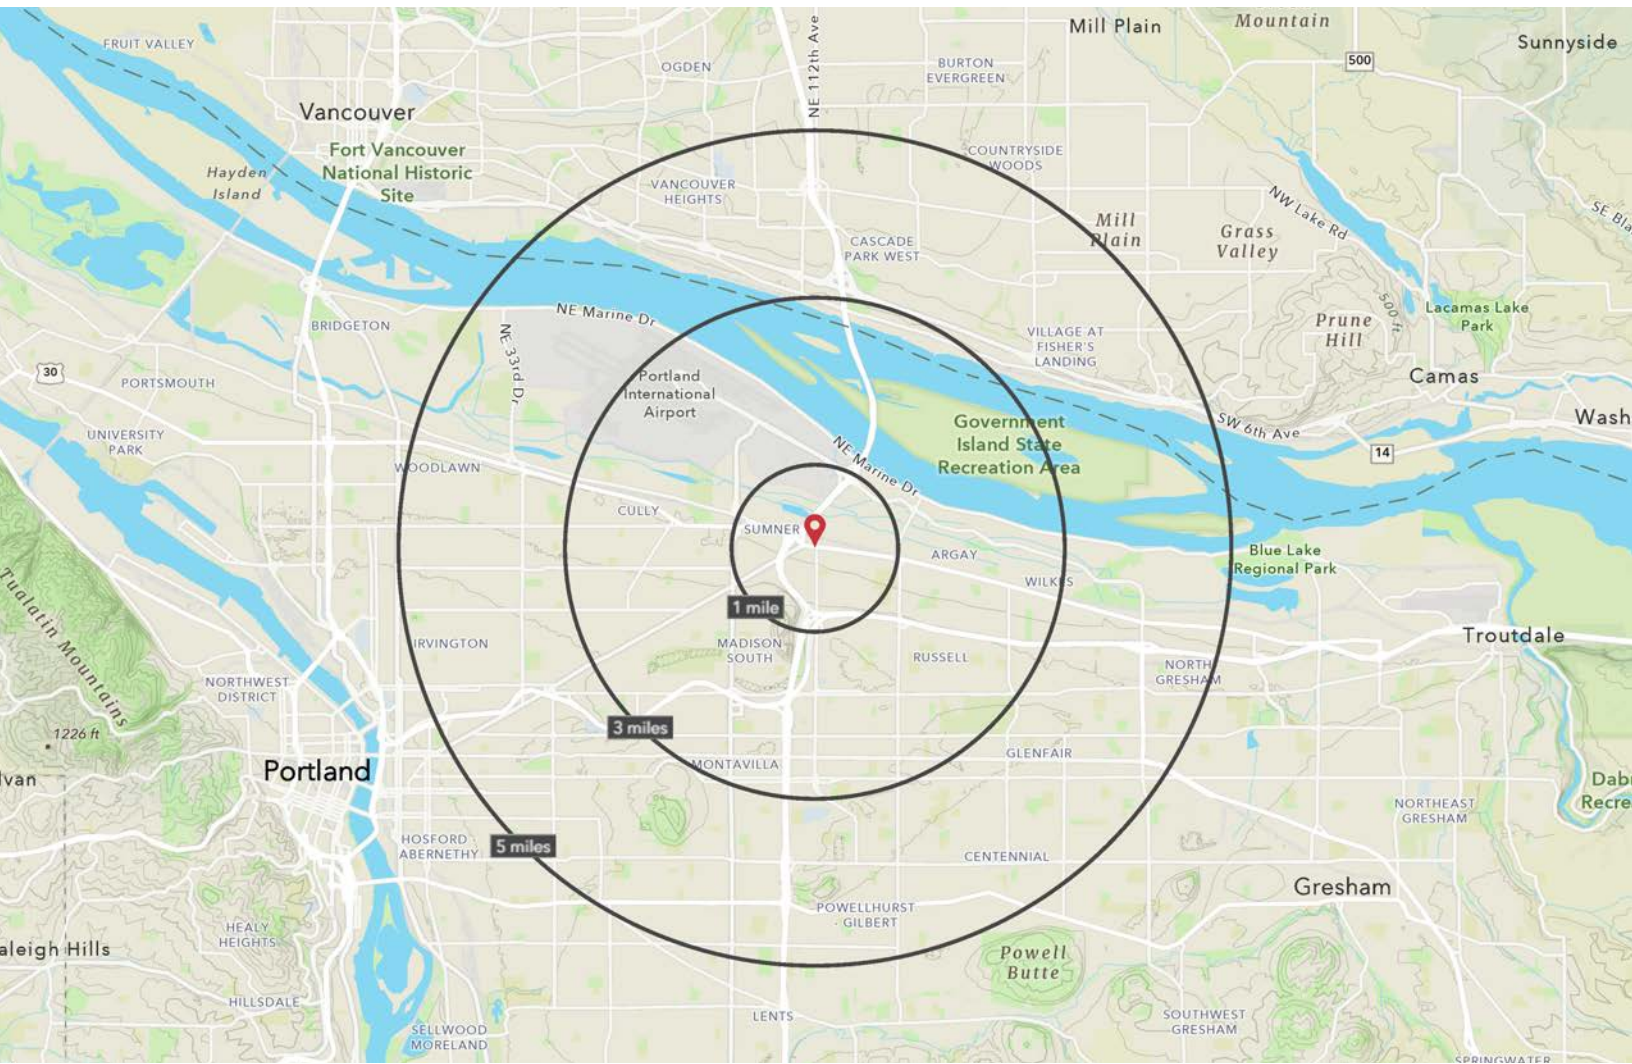 Mill Plain
Mountain
Sunnyside
FRUIT VALLEY
OGDEN
NE 112th Ave
BURTON
EVERGREEN
500
Vancouver
Fort Vancouver
National Historic
Site
Hayden
Island
VANCOUVER
HEIGHTS
COUNTRYSIDE
WOODS
NW Lake Rd
SE Bla
Mill
Plain
Grass
Valley
CASCADE
PARK WEST
500 ft
Lacamas Lake
Park
Prune
Hill
NE Marine Dr
BRIDGETON
NE 33rd Dr
VILLAGE AT
FISHER'S
LANDING
30
PORTSMOUTH
Portland
International
Airport
Camas
Government
Island State
Recreation Area
SW 6th Ave
Wash
UNIVERSITY
PARK
14
WOODLAWN
NE Marine Dr
CULLY
SUMNER
ARGAY
Blue Lake
Regional Park
WILKES
Tualatin Mountains
1 mile
IRVINGTON
MADISON
SOUTH
RUSSELL
Troutdale
NORTH
GRESHAM
NORTHWEST
DISTRICT
1226 ft
3 miles
MONTAVILLA
GLENFAIR
Portland
lvan
Dab
Recre
NORTHEAST
GRESHAM
HOSFORD -
ABERNETHY
5 miles
CENTENNIAL
Gresham
POWELLHURST
- GILBERT
HEALY
HEIGHTS
aleigh Hills
Powell
Butte
HILLSDALE
LENTS
SOUTHWEST
GRESHAM
SELLWOOD
MORELAND
SPRINGWATER